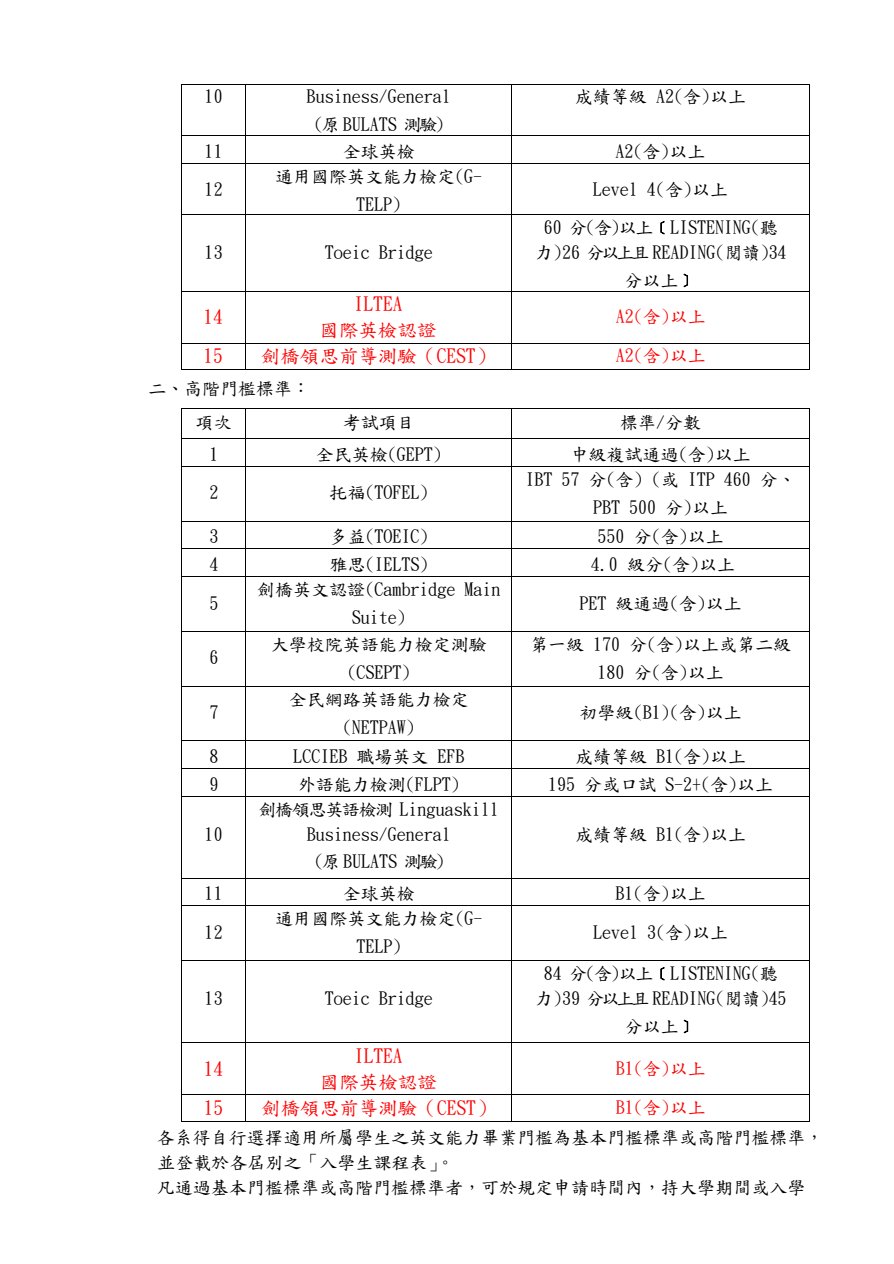 10 Business/General 成績等級 A2(含)以上
(原 BULATS 測驗)
11 全球英檢 A2(含)以上
12 通用國際英文能力檢定(G- Level 4(含)以上
TELP)
60 分(含)以上〔LISTENING(聽
13 Toeic Bridge 力)26 分以上且 READING(閱讀)34
分以上〕
14 ILTEA A2(含)以上
國際英檢認證
15 劍橋領思前導測驗（CEST） A2(含)以上
二、高階門檻標準：
項次 考試項目 標準/分數
1 全民英檢(GEPT) 中級複試通過(含)以上
2 托福(TOFEL) IBT 57 分(含)（或 ITP 460 分、
PBT 500 分)以上
3 多益(TOEIC) 550 分(含)以上
4 雅思(IELTS) 4.0 級分(含)以上
5 劍橋英文認證(Cambridge Main PET 級通過(含)以上
Suite)
6 大學校院英語能力檢定測驗 第一級 170 分(含)以上或第二級
(CSEPT) 180 分(含)以上
7 全民網路英語能力檢定 初學級(B1)(含)以上
(NETPAW)
8 LCCIEB 職場英文 EFB 成績等級 B1(含)以上
9 外語能力檢測(FLPT) 195 分或口試 S-2+(含)以上
劍橋領思英語檢測 Linguaskill
10 Business/General 成績等級 B1(含)以上
(原 BULATS 測驗)
11 全球英檢 B1(含)以上
12 通用國際英文能力檢定(G- Level 3(含)以上
TELP)
84 分(含)以上〔LISTENING(聽
13 Toeic Bridge 力)39 分以上且 READING(閱讀)45
分以上〕
14 ILTEA B1(含)以上
國際英檢認證
15 劍橋領思前導測驗（CEST） B1(含)以上
各系得自行選擇適用所屬學生之英文能力畢業門檻為基本門檻標準或高階門檻標準，
並登載於各屆別之「入學生課程表」。
凡通過基本門檻標準或高階門檻標準者，可於規定申請時間內，持大學期間或入學